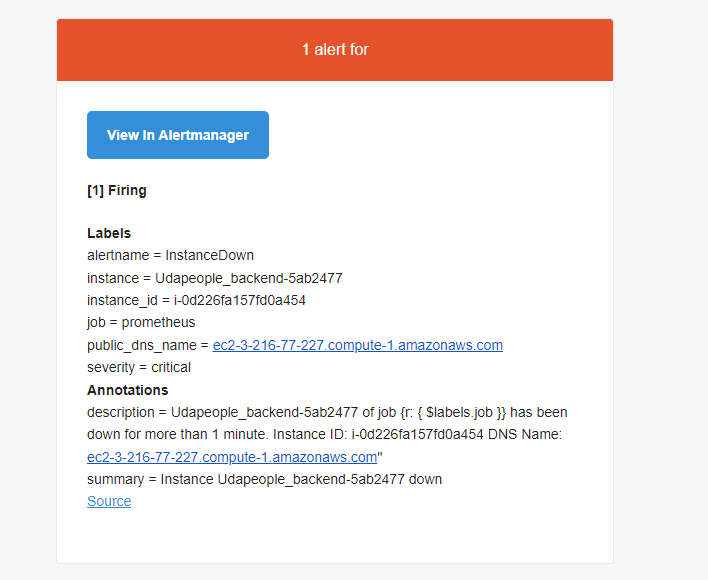 1 alert for
View In Alertmanager
[1] Firing
Labels
alertname = InstanceDown
instance = Udapeople_backend-5ab2477
instance_id = i-0d226fa157fd0a454
job = prometheus
public_dns_name = ec2-3-216-77-227.compute-1.amazonaws.com
severity = critical
Annotations
description = Udapeople_backend-5ab2477 of job {r: { $labels.job }} has been
down for more than 1 minute. Instance ID: i-0d226fa157fd0a454 DNS Name:
ec2-3-216-77-227.compute-1.amazonaws.com"
summary = Instance Udapeople_backend-5ab2477 down
Source